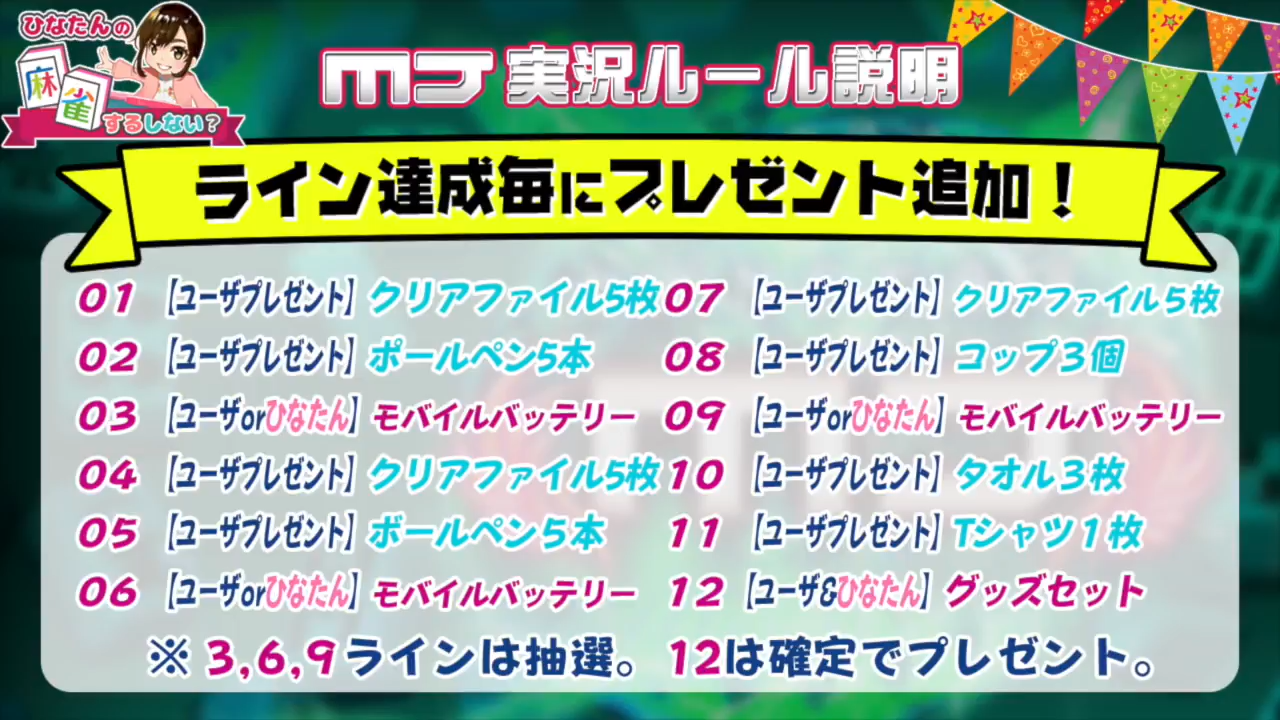 ひなたんの
麻雀
するしない?
MJ 実況ルール説明
ライン達成毎にプレゼント追加!
01 【ユーザプレゼント】 クリアファイル5枚
02 【ユーザプレゼント】 ポールペン5本
03 【ユーザorひなたん】 モバイルバッテリー
04 【ユーザプレゼント】 クリアファイル5枚
05 【ユーザプレゼント】 ボールペン5本
06 【ユーザorひなたん】 モバイルバッテリー
07 【ユーザプレゼント】 クリアファイル5枚
08 【ユーザプレゼント】 コップ3個
09 【ユーザorひなたん】 モバイルバッテリー
10 【ユーザプレゼント】 タオル3枚
11 【ユーザプレゼント】 Tシャツ1枚
12 【ユーザ&ひなたん】 グッズセット
※ 3,6,9ラインは抽選。 12は確定でプレゼント。